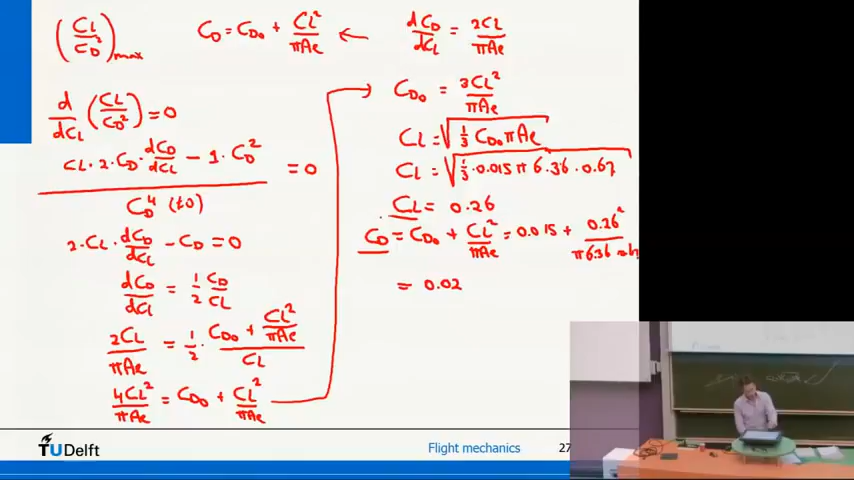 (CL/CD²)max
CD = CD0 + CL²/πAe ←
dCD/dCL = 2CL/πAe
d/dCL (CL/CD²) = 0
CL·2·CD·dCD/dCL − 1·CD² / CD⁴ (≠0) = 0
2·CL·dCD/dCL − CD = 0
dCD/dCL = 1/2 CD/CL
2CL/πAe = 1/2 · (CD0 + CL²/πAe)/CL
4CL²/πAe = CD0 + CL²/πAe
CD0 = 3CL²/πAe
CL = √(1/3 CD0 πAe)
CL = √(1/3·0.015 π 6.36·0.67)
CL = 0.26
CD = CD0 + CL²/πAe = 0.015 + 0.26²/π6.36
= 0.02
TUDelft
Flight mechanics
27